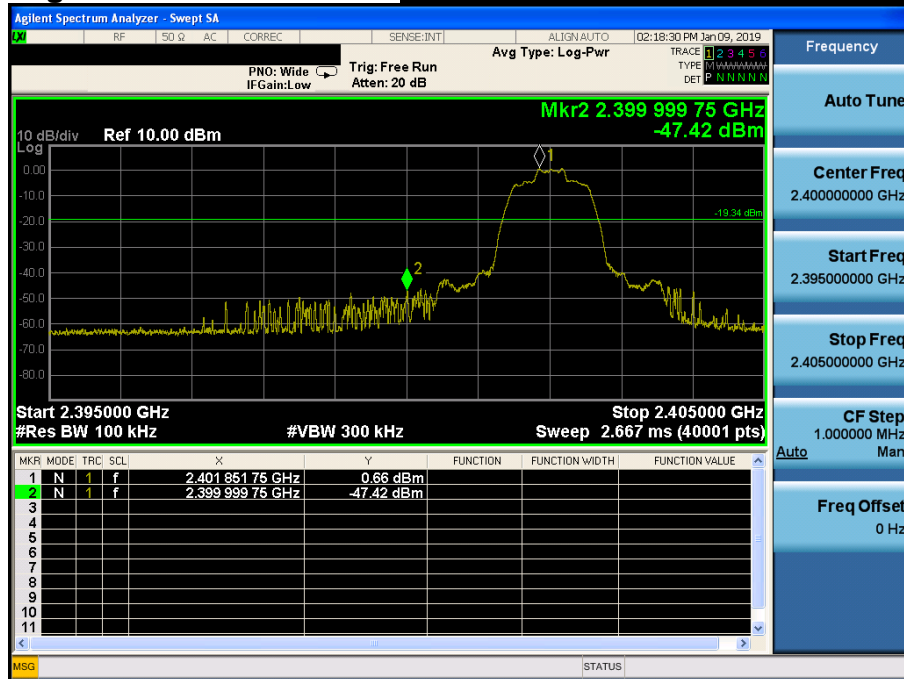 Agilent Spectrum Analyzer - Swept SA
LXI RF 50 Ω AC CORREC SENSE:INT ALIGN AUTO 02:18:30 PM Jan 09, 2019
Avg Type: Log-Pwr TRACE 1 2 3 4 5 6
PNO: Wide Trig: Free Run TYPE M W W W W W
IFGain:Low Atten: 20 dB DET P N N N N N
Mkr2 2.399 999 75 GHz
10 dB/div Ref 10.00 dBm -47.42 dBm
Log
1
0.00
-10.0
-19.34 dBm
-20.0
-30.0
2
-40.0
-50.0
-60.0
-70.0
-80.0
Start 2.395000 GHz Stop 2.405000 GHz
#Res BW 100 kHz #VBW 300 kHz Sweep 2.667 ms (40001 pts)
MKR MODE TRC SCL X Y FUNCTION FUNCTION WIDTH FUNCTION VALUE
1 N 1 f 2.401 851 75 GHz 0.66 dBm
2 N 1 f 2.399 999 75 GHz -47.42 dBm
3
4
5
6
7
8
9
10
11
MSG STATUS
Frequency
Auto Tune
Center Freq
2.400000000 GHz
Start Freq
2.395000000 GHz
Stop Freq
2.405000000 GHz
CF Step
1.000000 MHz
Auto Man
Freq Offset
0 Hz